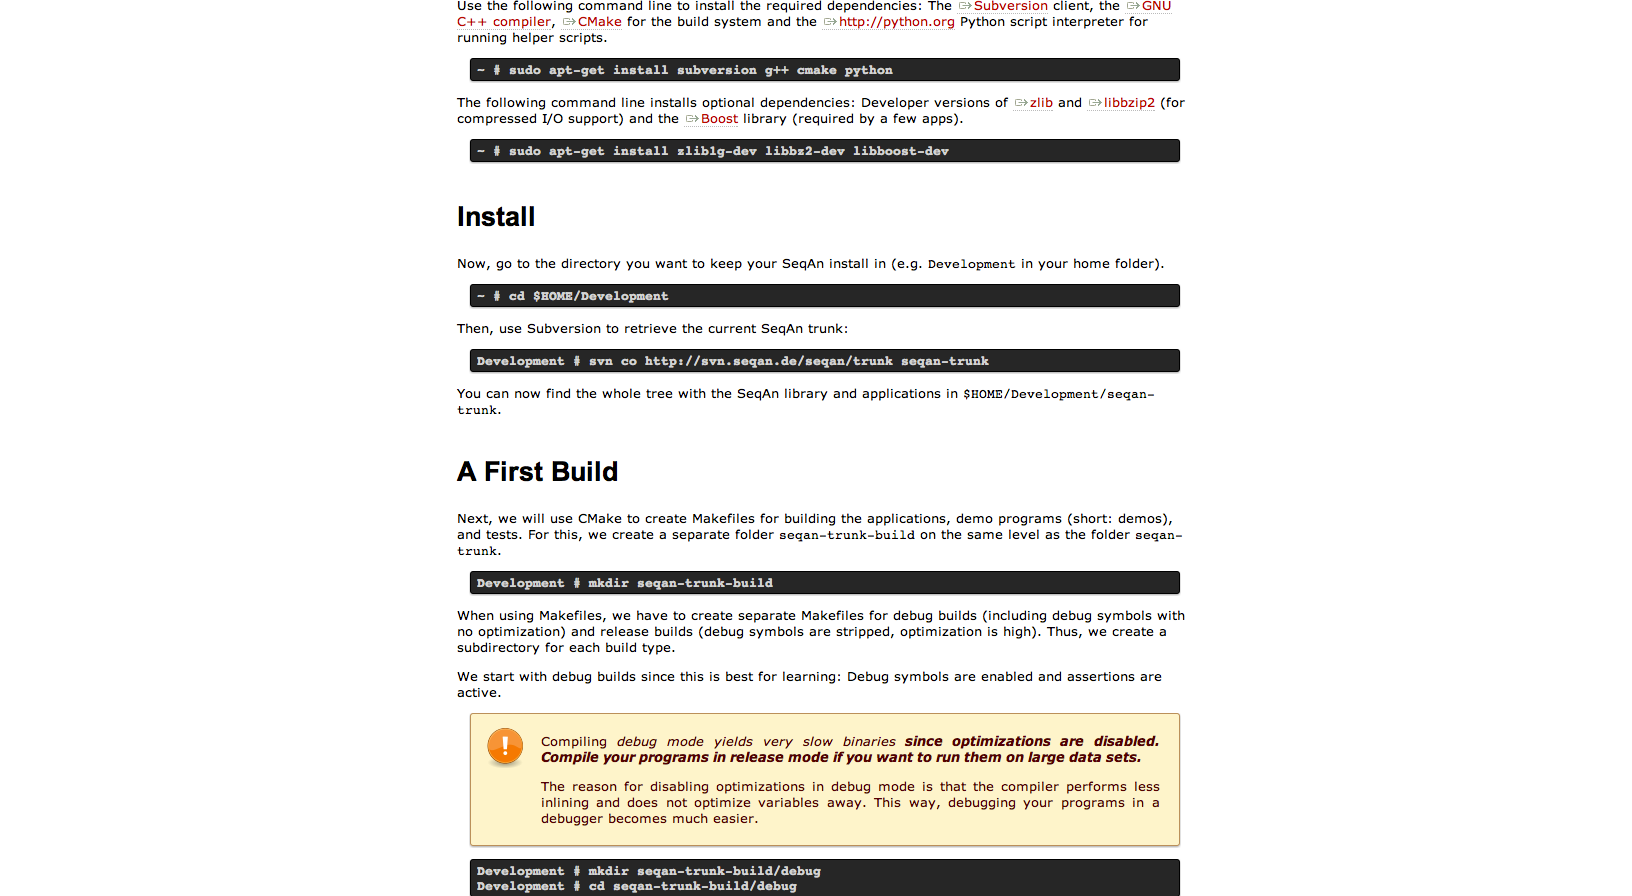 Use the following command line to install the required dependencies: The Subversion client, the GNU
C++ compiler, CMake for the build system and the http://python.org Python script interpreter for
running helper scripts.
~ # sudo apt-get install subversion g++ cmake python
The following command line installs optional dependencies: Developer versions of zlib and libbzip2 (for
compressed I/O support) and the Boost library (required by a few apps).
~ # sudo apt-get install zlib1g-dev libbz2-dev libboost-dev
Install
Now, go to the directory you want to keep your SeqAn install in (e.g. Development in your home folder).
~ # cd $HOME/Development
Then, use Subversion to retrieve the current SeqAn trunk:
Development # svn co http://svn.seqan.de/seqan/trunk seqan-trunk
You can now find the whole tree with the SeqAn library and applications in $HOME/Development/seqan-
trunk.
A First Build
Next, we will use CMake to create Makefiles for building the applications, demo programs (short: demos),
and tests. For this, we create a separate folder seqan-trunk-build on the same level as the folder seqan-
trunk.
Development # mkdir seqan-trunk-build
When using Makefiles, we have to create separate Makefiles for debug builds (including debug symbols with
no optimization) and release builds (debug symbols are stripped, optimization is high). Thus, we create a
subdirectory for each build type.
We start with debug builds since this is best for learning: Debug symbols are enabled and assertions are
active.
Compiling debug mode yields very slow binaries since optimizations are disabled.
Compile your programs in release mode if you want to run them on large data sets.
The reason for disabling optimizations in debug mode is that the compiler performs less
inlining and does not optimize variables away. This way, debugging your programs in a
debugger becomes much easier.
Development # mkdir seqan-trunk-build/debug
Development # cd seqan-trunk-build/debug